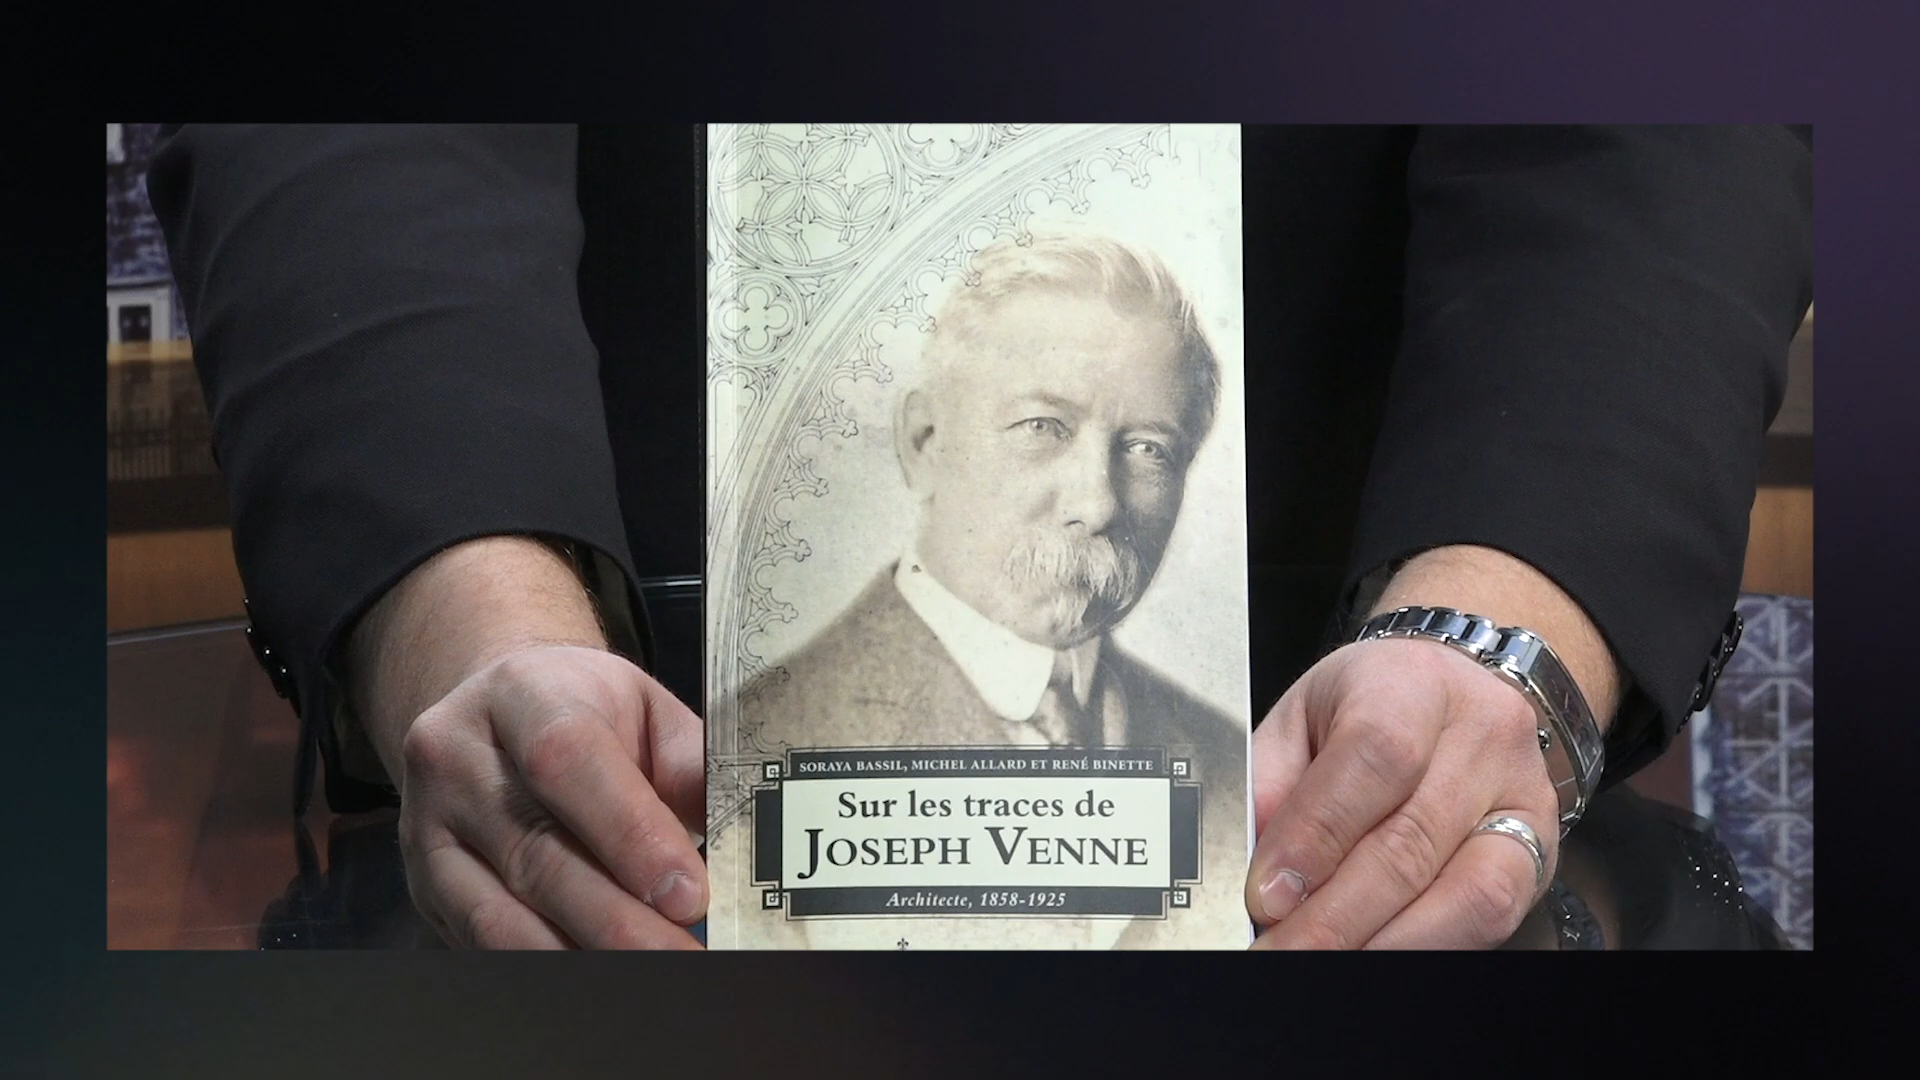 SORAYA BASSIL, MICHEL ALLARD ET RENÉ BINETTE
Sur les traces de
JOSEPH VENNE
Architecte, 1858-1925